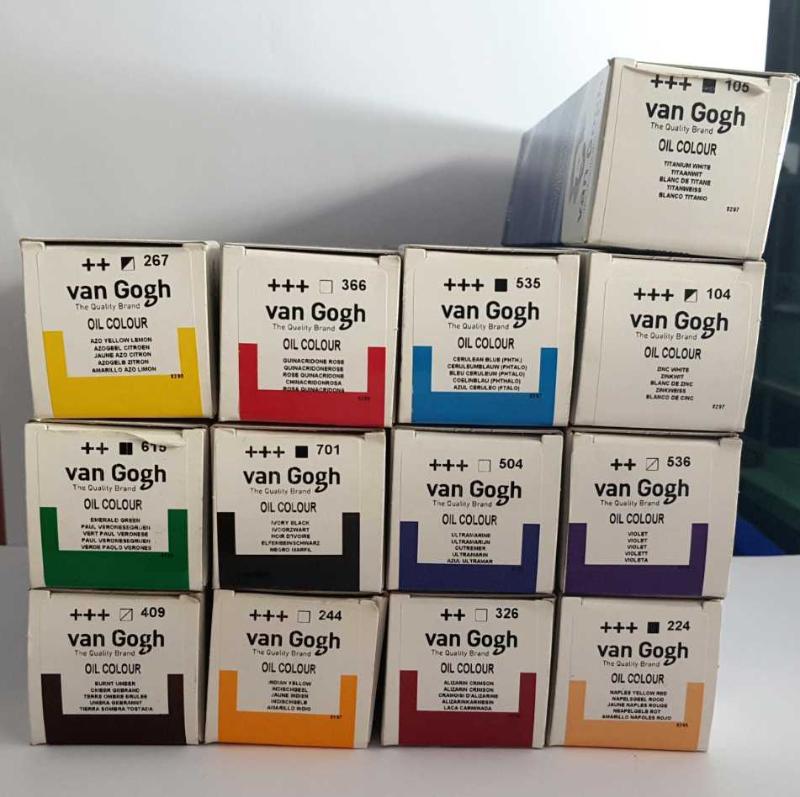 +++ 105
van Gogh
The Quality Brand
OIL COLOUR
TITANIUM WHITE
TITAANWIT
BLANC DE TITANE
TITANWEISS
BLANCO TITANIO
0297
++ 267
van Gogh
The Quality Brand
OIL COLOUR
AZO YELLOW LEMON
AZOGEEL CITROEN
JAUNE AZO CITRON
AZOGELB ZITRON
AMARILLO AZO LIMON
+++ 366
van Gogh
The Quality Brand
OIL COLOUR
QUINACRIDONE ROSE
QUINACRIDONEROSE
ROSE QUINACRIDONE
CHINACRIDONROSA
ROSA QUINACRIDONA
+++ 535
van Gogh
The Quality Brand
OIL COLOUR
CERULEAN BLUE (PHTH.)
CERULEUMBLAUW (FTALO)
BLEU CERULEUM (PHTALO)
COELINBLAU (PHTHALO)
AZUL CERULEO (FTALO)
+++ 104
van Gogh
The Quality Brand
OIL COLOUR
ZINC WHITE
ZINKWIT
BLANC DE ZINC
ZINKWEISS
BLANCO DE CINC
0297
++ 615
van Gogh
The Quality Brand
OIL COLOUR
EMERALD GREEN
PAUL VERONESEGROEN
VERT PAUL VERONESE
PAUL VERONESEGRUEN
VERDE PAOLO VERONES
+++ 701
van Gogh
The Quality Brand
OIL COLOUR
IVORY BLACK
IVOORZWART
NOIR D'IVOIRE
ELFENBEINSCHWARZ
NEGRO MARFIL
+++ 504
van Gogh
The Quality Brand
OIL COLOUR
ULTRAMARINE
ULTRAMARIJN
OUTREMER
ULTRAMARIN
AZUL ULTRAMAR
++ 536
van Gogh
The Quality Brand
OIL COLOUR
VIOLET
VIOLET
VIOLET
VIOLETT
VIOLETA
+++ 409
van Gogh
The Quality Brand
OIL COLOUR
BURNT UMBER
OMBER GEBRAND
TERRE OMBRE BRULEE
UMBRA GEBRANNT
TIERRA SOMBRA TOSTADA
+++ 244
van Gogh
The Quality Brand
OIL COLOUR
INDIAN YELLOW
INDISCHGEEL
JAUNE INDIEN
INDISCHGELB
AMARILLO INDIO
0297
++ 326
van Gogh
The Quality Brand
OIL COLOUR
ALIZARIN CRIMSON
ALIZARIN CRIMSON
CRAMOISI D'ALIZARINE
ALIZARINKARMESIN
LACA CARMINADA
+++ 224
van Gogh
The Quality Brand
OIL COLOUR
NAPLES YELLOW RED
NAPELSGEEL ROOD
JAUNE NAPLES ROUGE
NEAPELGELB ROT
AMARILLO NAPOLES ROJO